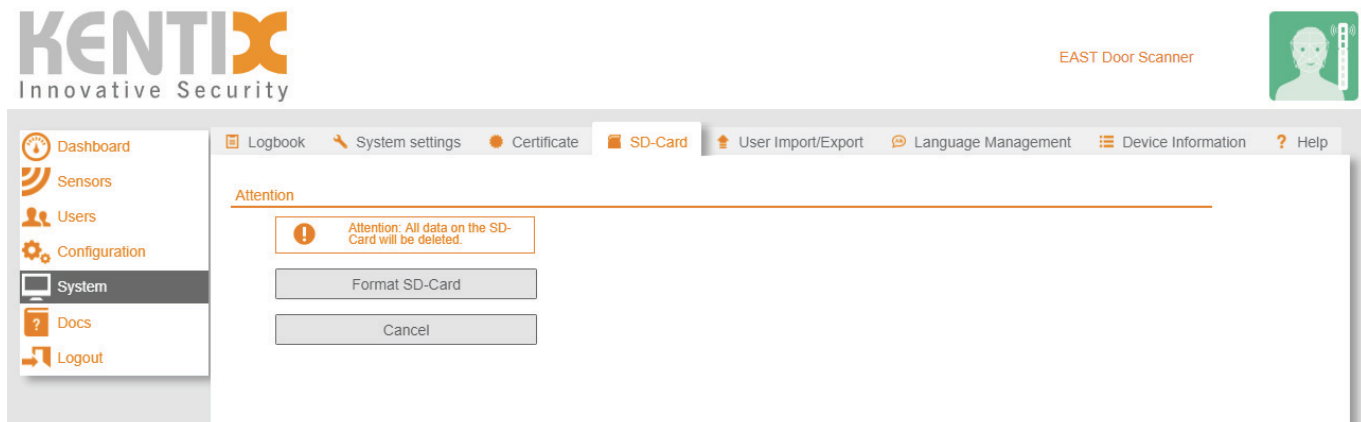 KENTIX
Innovative Security
EAST Door Scanner
Dashboard
Sensors
Users
Configuration
System
Docs
Logout
Logbook System settings Certificate SD-Card User Import/Export Language Management Device Information ? Help
Attention
Attention: All data on the SD-
Card will be deleted.
Format SD-Card
Cancel